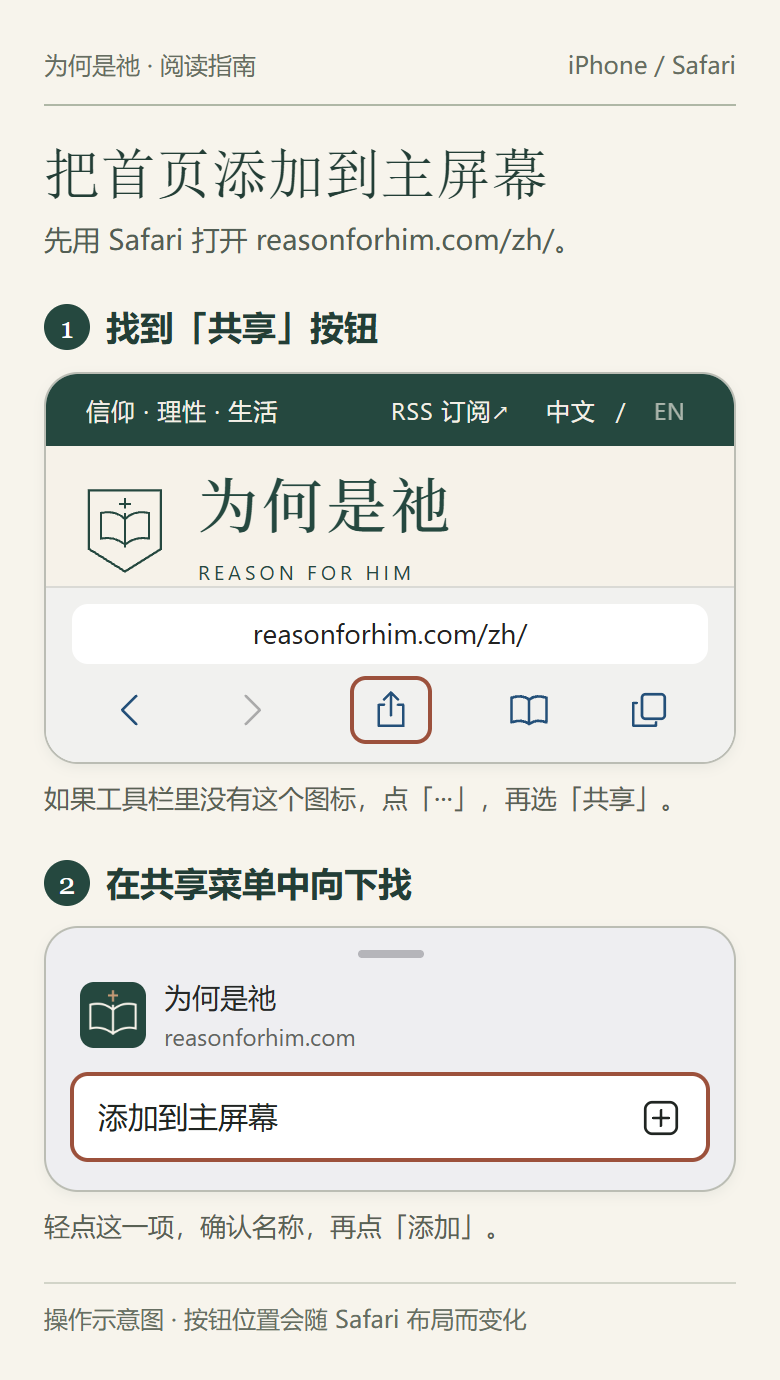 为何是祂 · 阅读指南
iPhone / Safari
把首页添加到主屏幕
先用 Safari 打开 reasonforhim.com/zh/。
1 找到「共享」按钮
信仰 · 理性 · 生活 RSS 订阅↗ 中文 / EN
为何是祂
REASON FOR HIM
reasonforhim.com/zh/
如果工具栏里没有这个图标，点「···」，再选「共享」。
2 在共享菜单中向下找
为何是祂
reasonforhim.com
添加到主屏幕
轻点这一项，确认名称，再点「添加」。
操作示意图 · 按钮位置会随 Safari 布局而变化